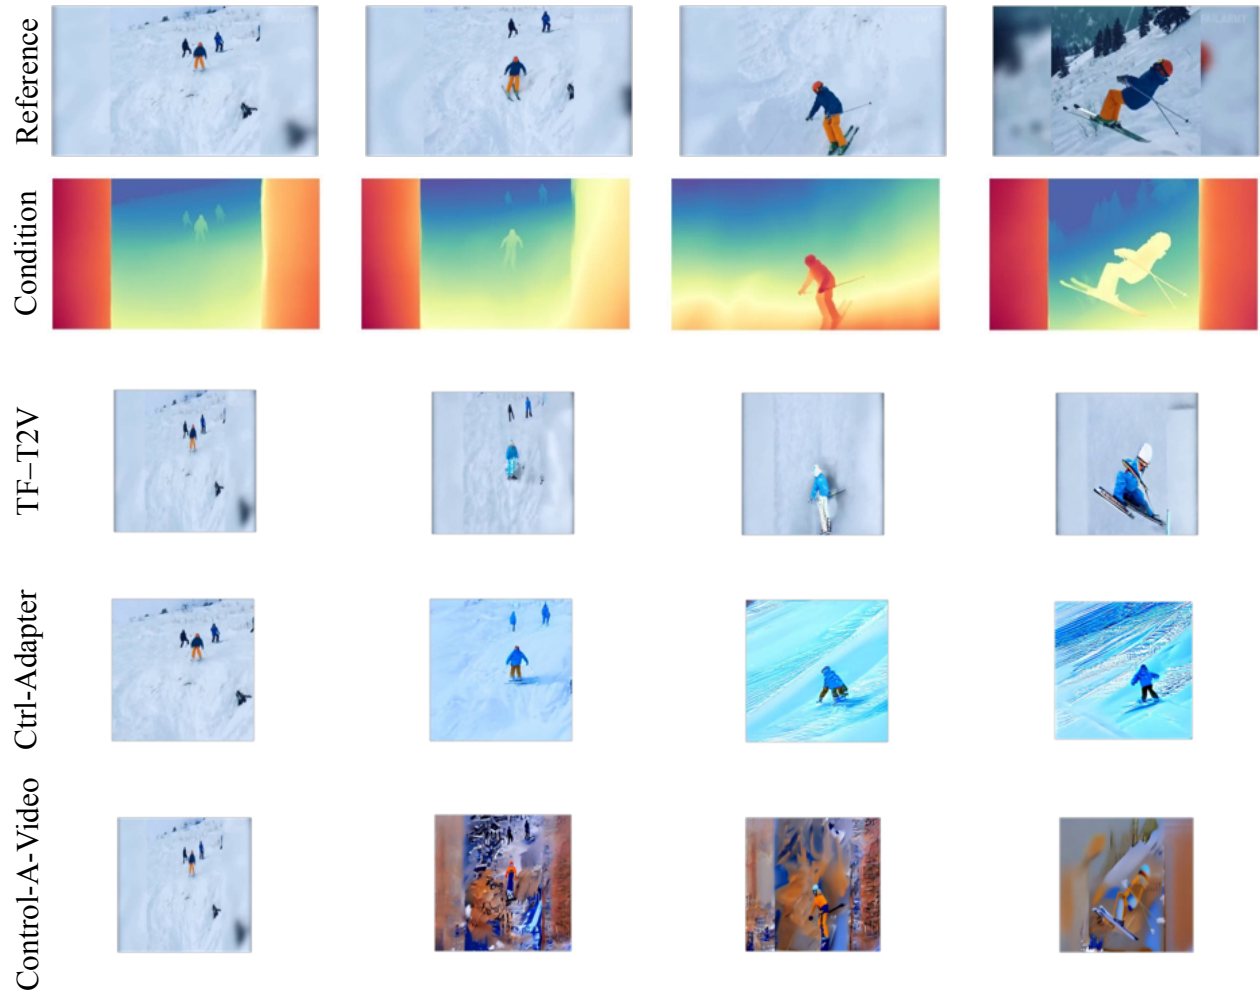 Reference
Condition
TF–T2V
Ctrl-Adapter
Control-A-Video